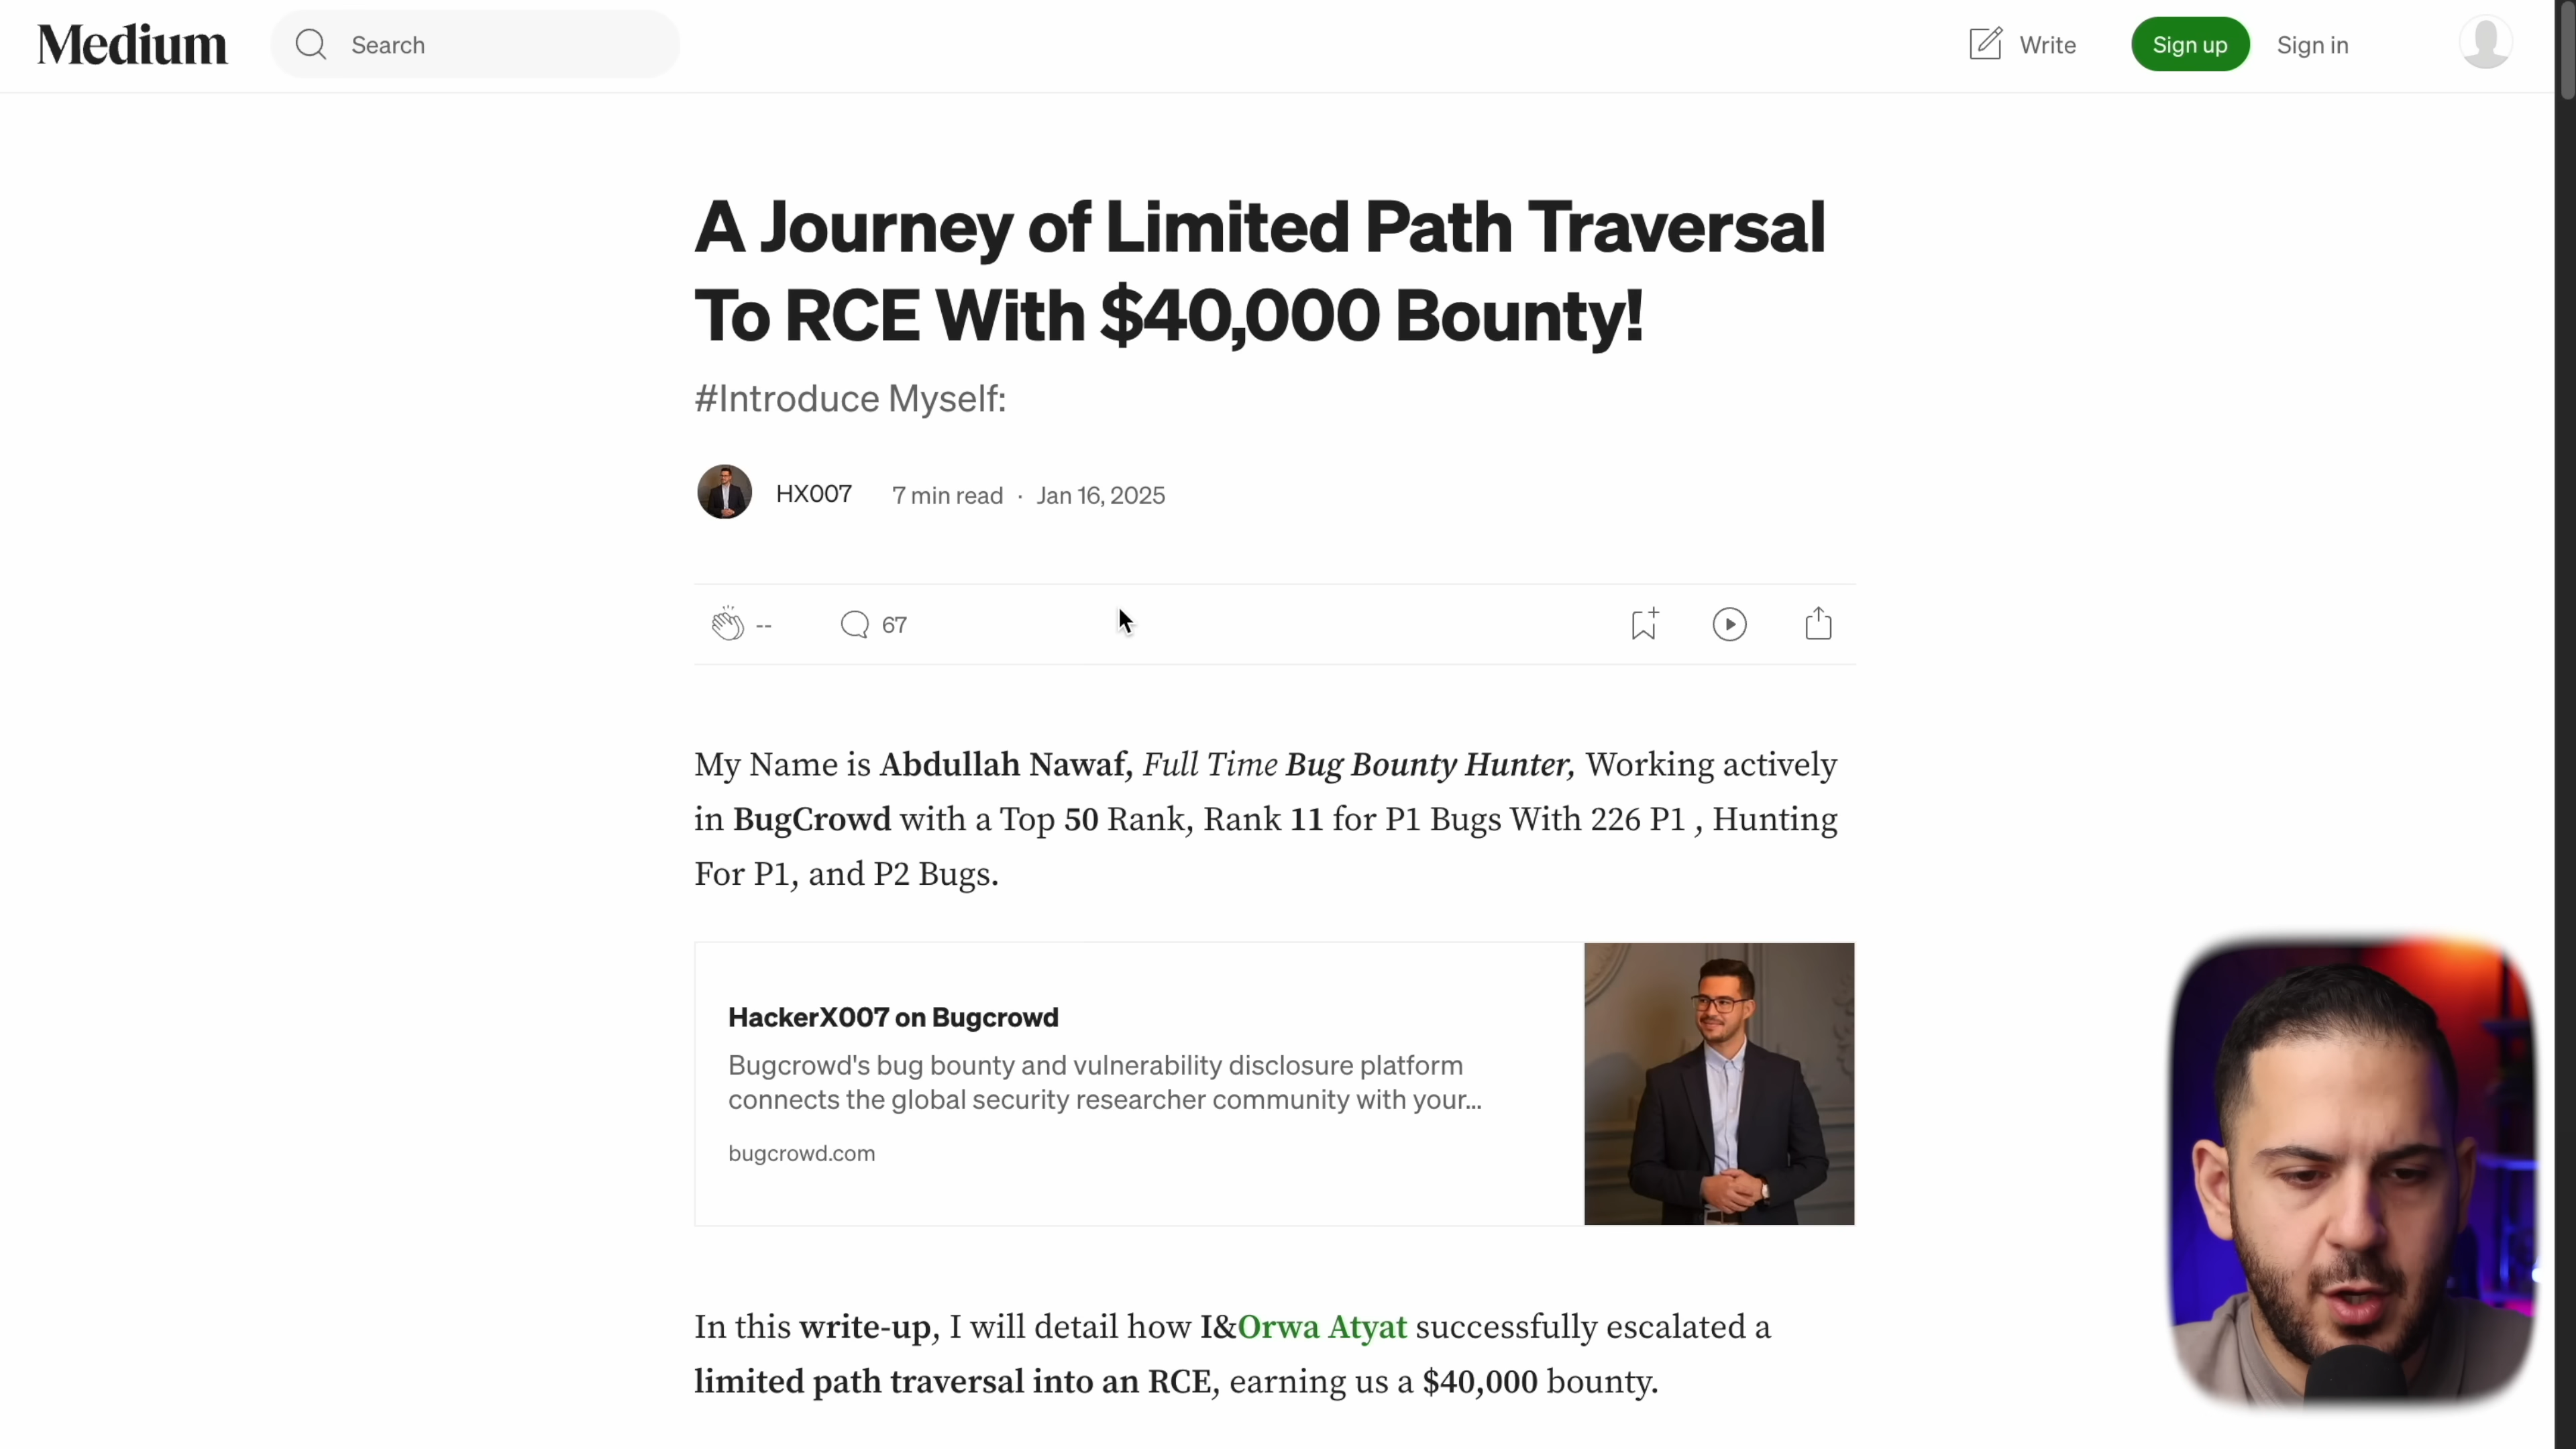 Medium
Search
Write
Sign up
Sign in
A Journey of Limited Path Traversal
To RCE With $40,000 Bounty!
#Introduce Myself:
HX007
7 min read · Jan 16, 2025
--
67
My Name is Abdullah Nawaf, Full Time Bug Bounty Hunter, Working actively
in BugCrowd with a Top 50 Rank, Rank 11 for P1 Bugs With 226 P1 , Hunting
For P1, and P2 Bugs.
HackerX007 on Bugcrowd
Bugcrowd's bug bounty and vulnerability disclosure platform
connects the global security researcher community with your...
bugcrowd.com
In this write-up, I will detail how I&Orwa Atyat successfully escalated a
limited path traversal into an RCE, earning us a $40,000 bounty.